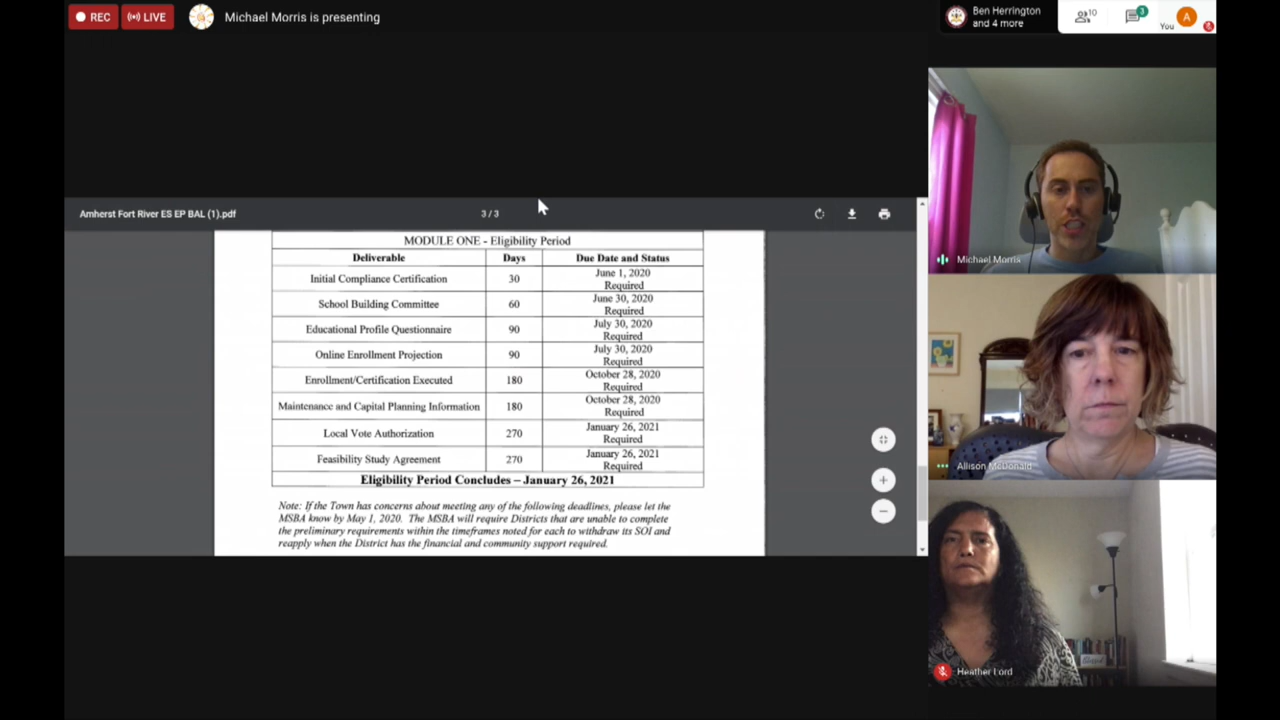 REC
LIVE
Michael Morris is presenting
Ben Herrington
and 4 more
10
3
You
A
Amherst Fort River ES EP BAL (1).pdf
3 / 3
MODULE ONE - Eligibility Period
Deliverable Days Due Date and Status
Initial Compliance Certification 30 June 1, 2020
Required
School Building Committee 60 June 30, 2020
Required
Educational Profile Questionnaire 90 July 30, 2020
Required
Online Enrollment Projection 90 July 30, 2020
Required
Enrollment/Certification Executed 180 October 28, 2020
Required
Maintenance and Capital Planning Information 180 October 28, 2020
Required
Local Vote Authorization 270 January 26, 2021
Required
Feasibility Study Agreement 270 January 26, 2021
Required
Eligibility Period Concludes – January 26, 2021
Note: If the Town has concerns about meeting any of the following deadlines, please let the
MSBA know by May 1, 2020. The MSBA will require Districts that are unable to complete
the preliminary requirements within the timeframes noted for each to withdraw its SOI and
reapply when the District has the financial and community support required.
Michael Morris
Allison McDonald
Heather Lord